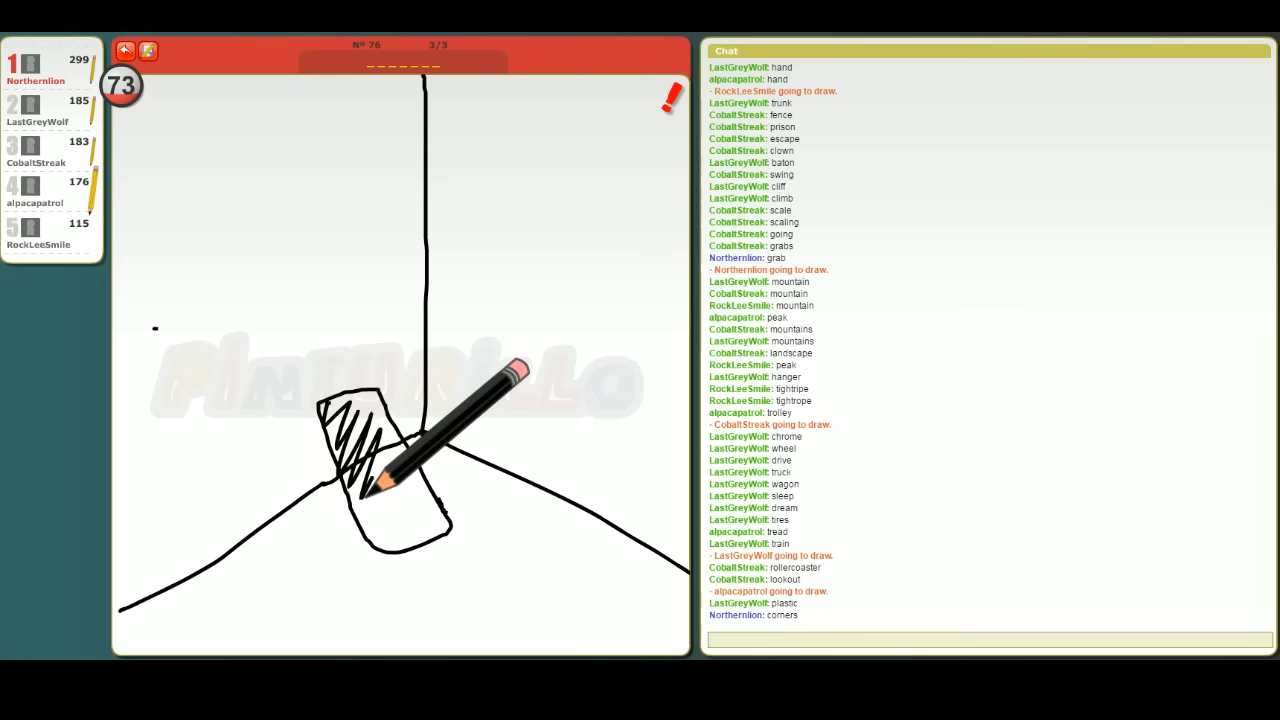 Nº 76 3/3
_ _ _ _ _ _ _
73
1 299
Northernlion
2 185
LastGreyWolf
3 183
CobaltStreak
4 176
alpacapatrol
5 115
RockLeeSmile
PINTURILLO
Chat
LastGreyWolf: hand
alpacapatrol: hand
· RockLeeSmile going to draw.
LastGreyWolf: trunk
CobaltStreak: fence
CobaltStreak: prison
CobaltStreak: escape
CobaltStreak: clown
LastGreyWolf: baton
CobaltStreak: swing
LastGreyWolf: cliff
LastGreyWolf: climb
CobaltStreak: scale
CobaltStreak: scaling
CobaltStreak: going
CobaltStreak: grabs
Northernlion: grab
· Northernlion going to draw.
LastGreyWolf: mountain
CobaltStreak: mountain
RockLeeSmile: mountain
alpacapatrol: peak
CobaltStreak: mountains
LastGreyWolf: mountains
CobaltStreak: landscape
RockLeeSmile: peak
LastGreyWolf: hanger
RockLeeSmile: tightripe
RockLeeSmile: tightrope
alpacapatrol: trolley
· CobaltStreak going to draw.
LastGreyWolf: chrome
LastGreyWolf: wheel
LastGreyWolf: drive
LastGreyWolf: truck
LastGreyWolf: wagon
LastGreyWolf: sleep
LastGreyWolf: dream
LastGreyWolf: tires
alpacapatrol: tread
LastGreyWolf: train
· LastGreyWolf going to draw.
CobaltStreak: rollercoaster
CobaltStreak: lookout
· alpacapatrol going to draw.
LastGreyWolf: plastic
Northernlion: corners